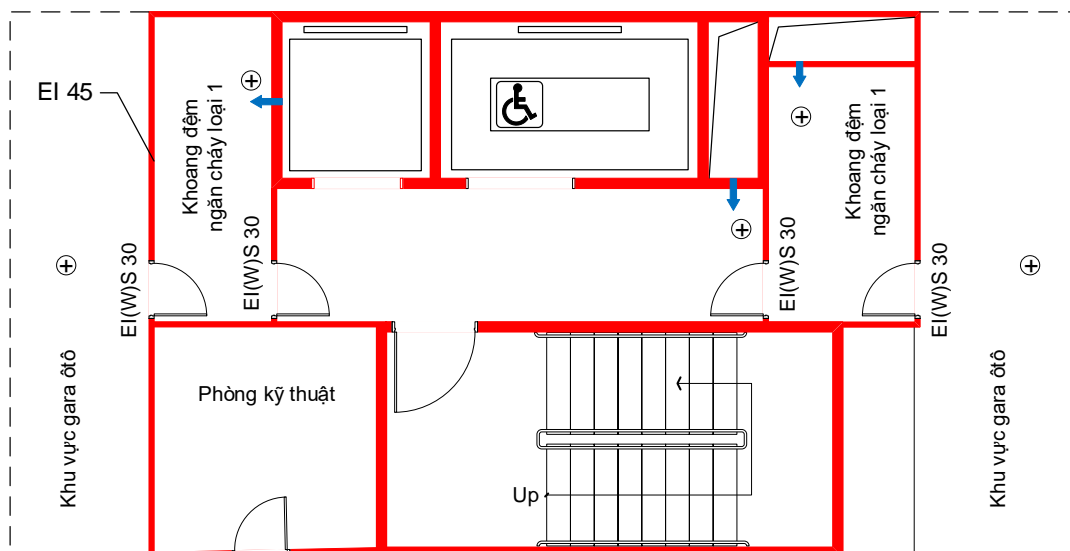 EI 45
Khoang đệm
ngăn cháy loại 1
Khoang đệm
ngăn cháy loại 1
EI(W)S 30
EI(W)S 30
EI(W)S 30
EI(W)S 30
Khu vực gara ôtô
Phòng kỹ thuật
Up
Khu vực gara ôtô